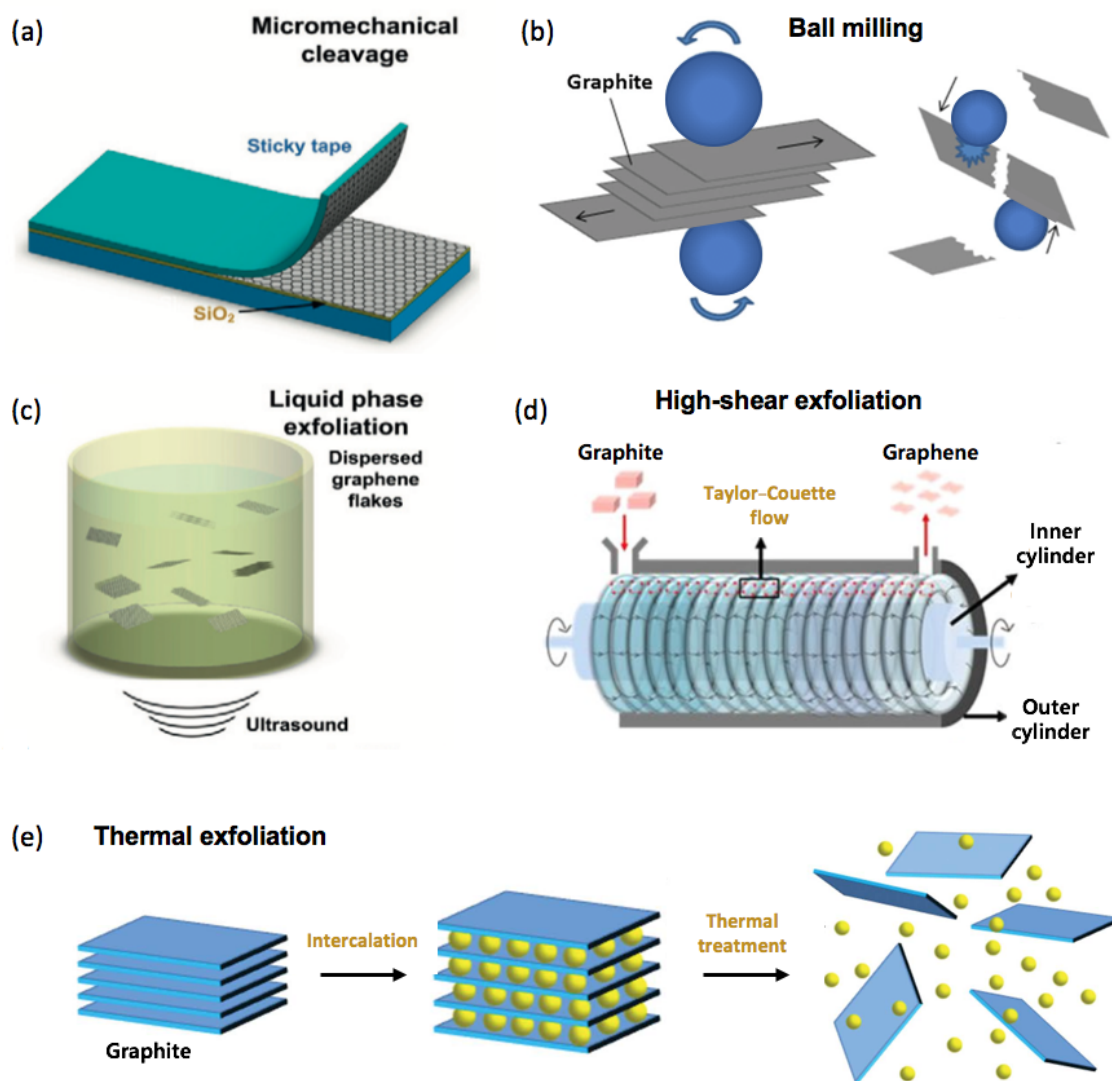 (a)
Micromechanical
cleavage
Sticky tape
SiO₂
(b)
Ball milling
Graphite
(c)
Liquid phase
exfoliation
Dispersed
graphene
flakes
Ultrasound
(d)
High-shear exfoliation
Graphite
Graphene
Taylor–Couette
flow
Inner
cylinder
Outer
cylinder
(e)
Thermal exfoliation
Intercalation
Thermal
treatment
Graphite